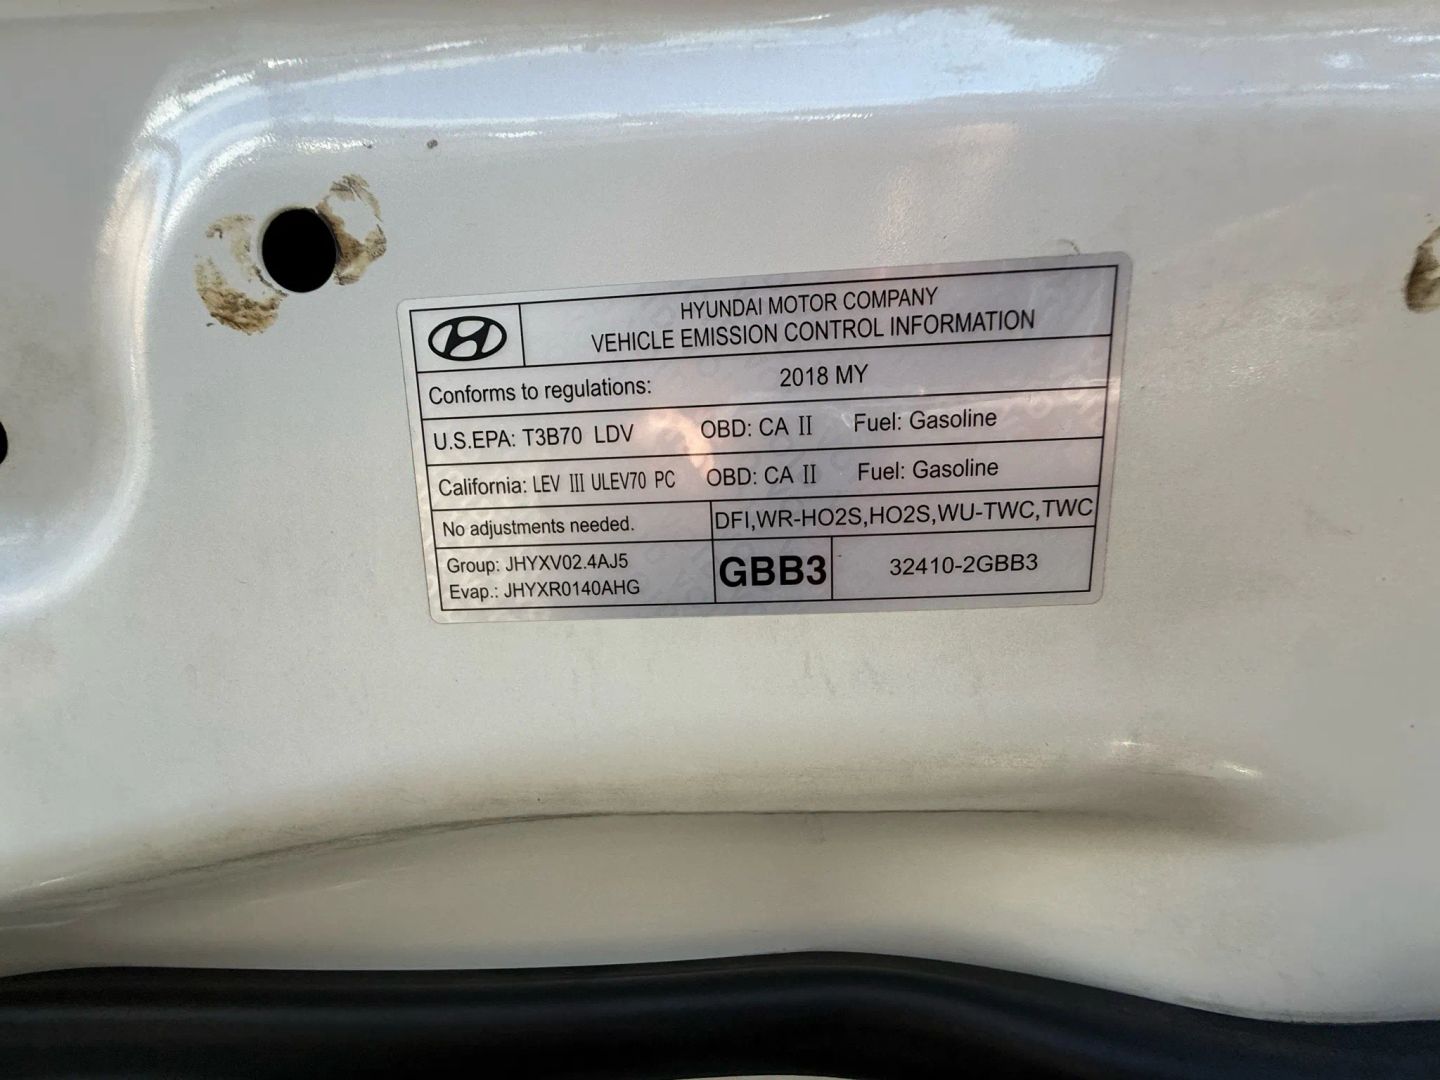 HYUNDAI MOTOR COMPANY
VEHICLE EMISSION CONTROL INFORMATION
Conforms to regulations: 2018 MY
U.S.EPA: T3B70 LDV OBD: CA II Fuel: Gasoline
California: LEV III ULEV70 PC OBD: CA II Fuel: Gasoline
No adjustments needed. DFI,WR-HO2S,HO2S,WU-TWC,TWC
Group: JHYXV02.4AJ5
Evap.: JHYXR0140AHG
GBB3 32410-2GBB3